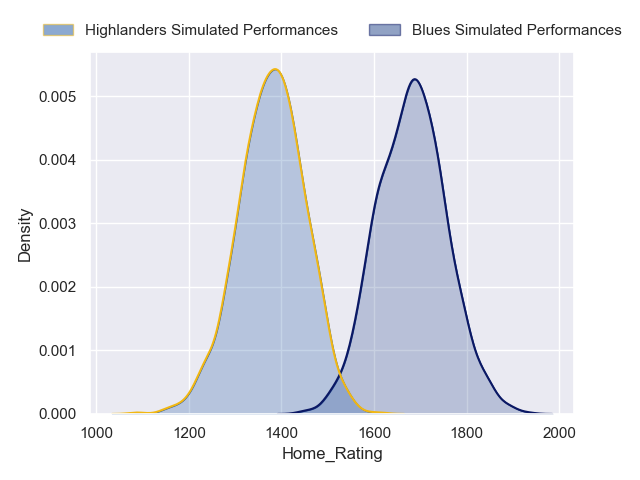 Highlanders Simulated Performances
Blues Simulated Performances
0.005
0.004
0.003
0.002
0.001
0.000
Density
1000 1200 1400 1600 1800 2000
Home_Rating